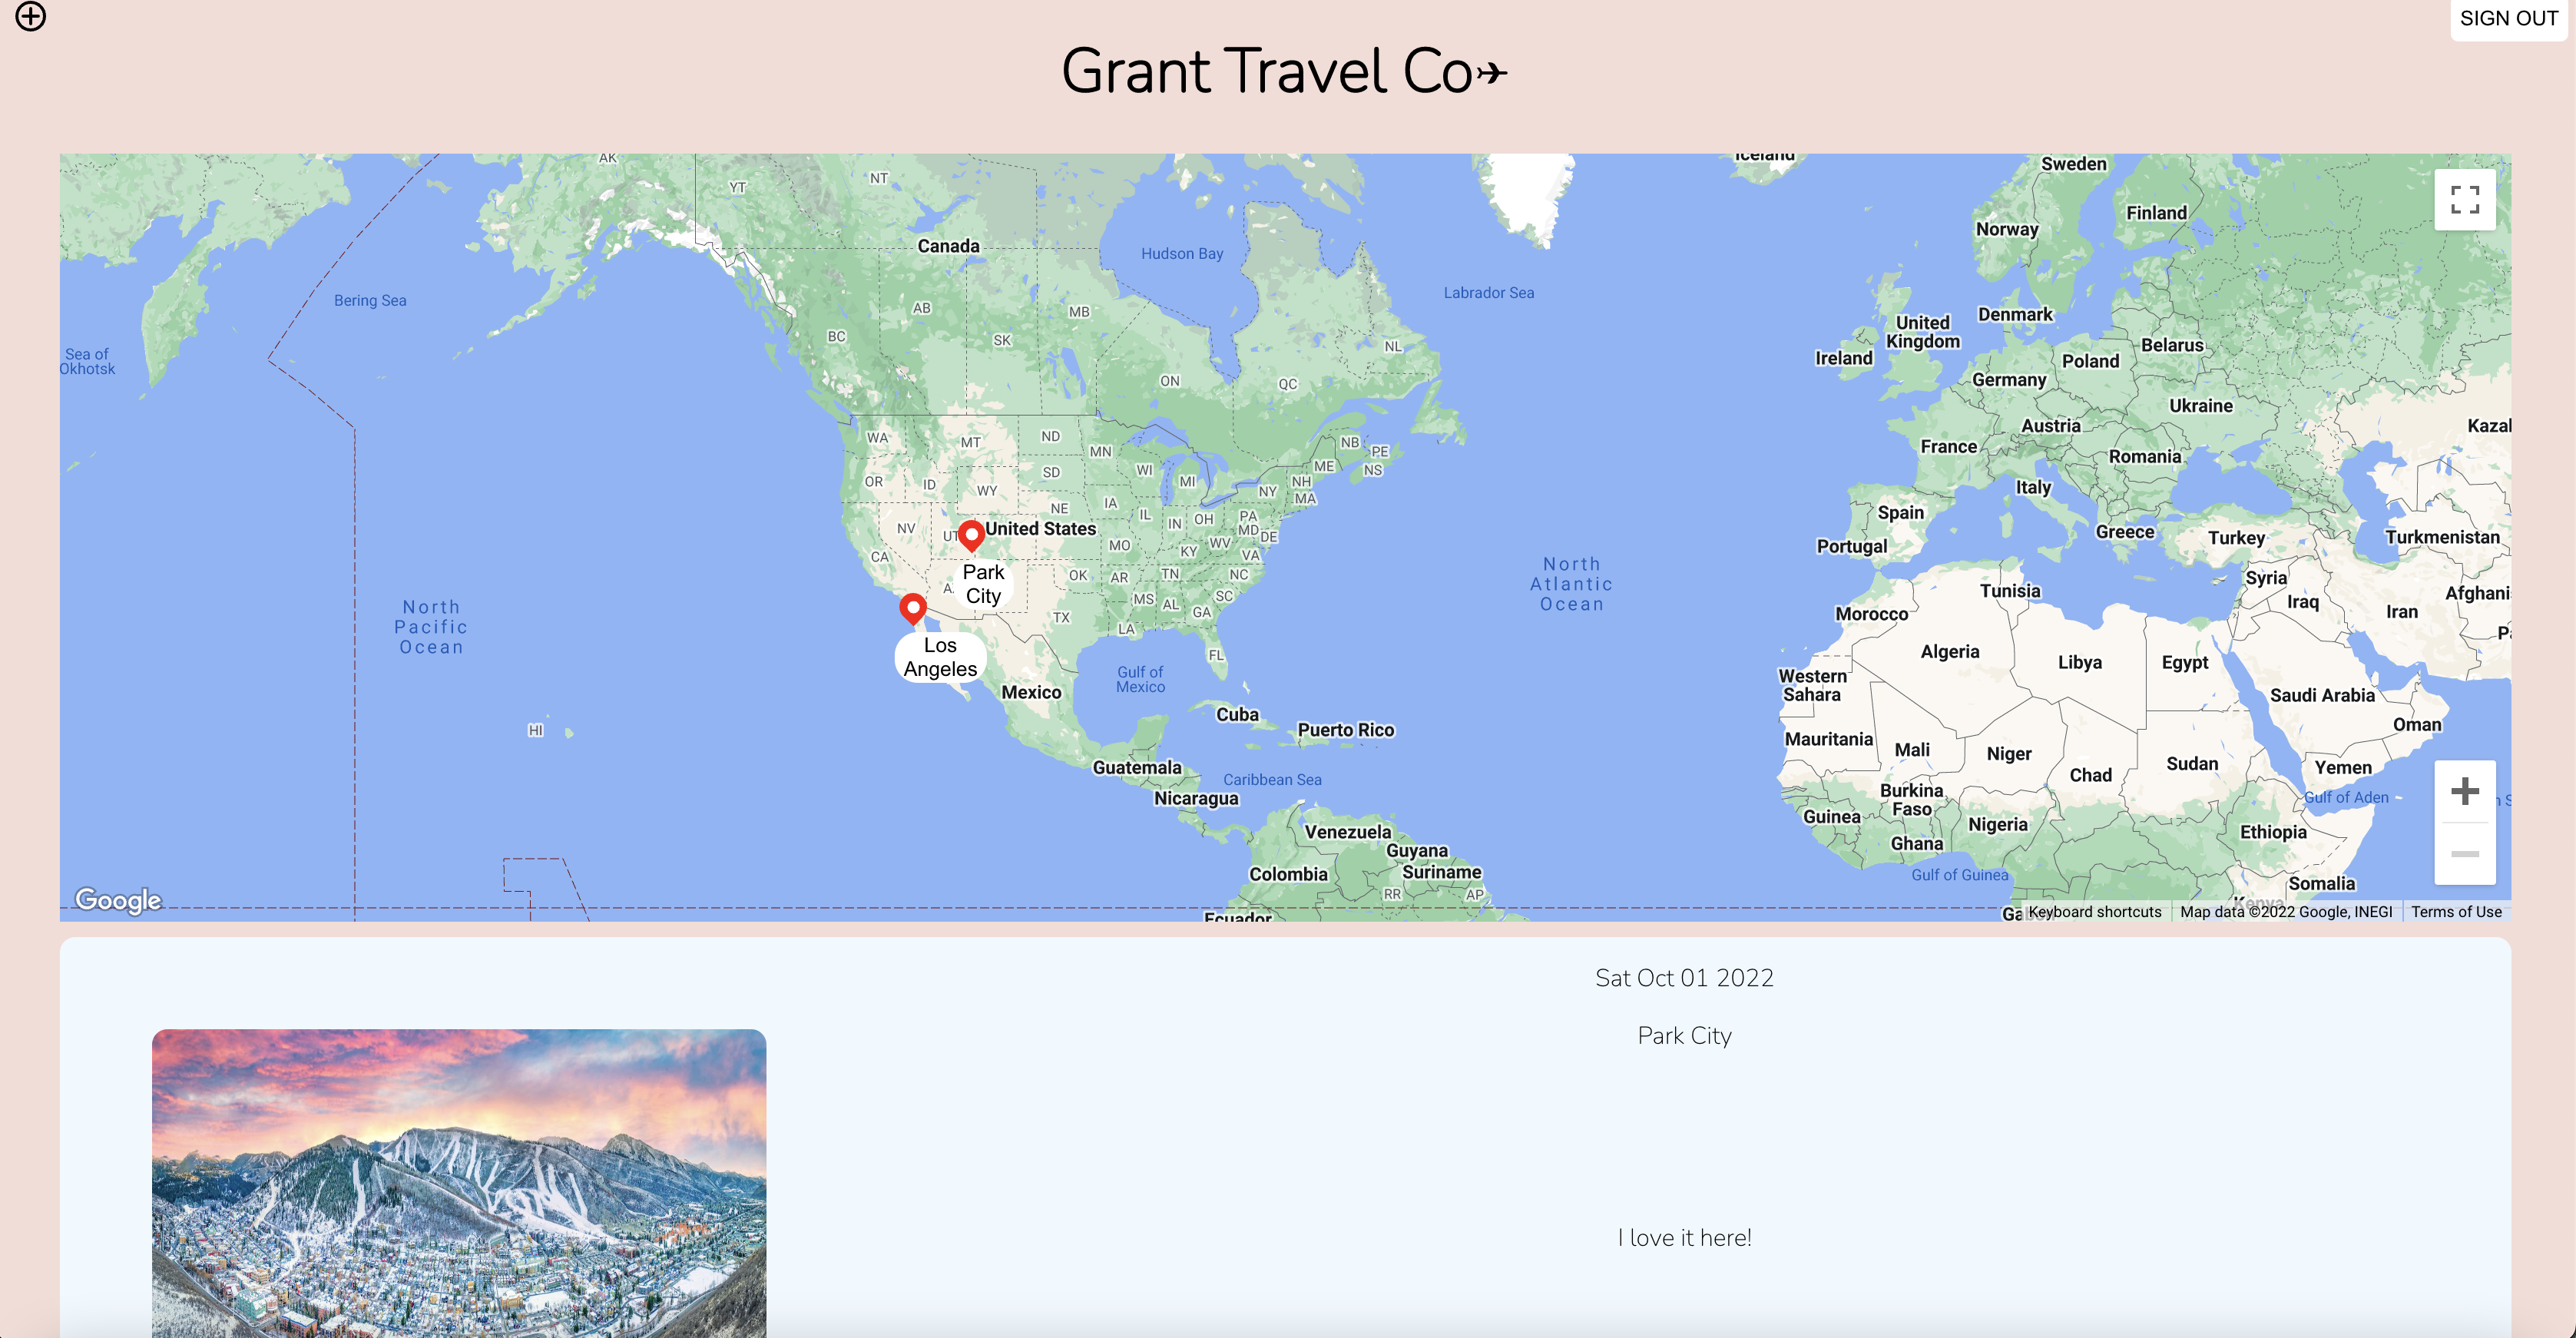 SIGN OUT
Grant Travel Co
AK
YT
NT
Iceland
Sweden
Finland
Norway
Canada
Hudson Bay
Labrador Sea
Bering Sea
AB
MB
BC
SK
Sea of
Okhotsk
NL
ON
QC
Denmark
United
Kingdom
Ireland
Belarus
Poland
Germany
Ukraine
Austria
Kazal
France
Romania
Italy
WA
MT
ND
MN
NB
PE
NS
ME
SD
WI
MI
NH
NY
MA
OR
ID
WY
NE
IA
IL
IN
OH
PA
MD
DE
NV
UT
United States
MO
KY
WV
VA
CA
Park
City
OK
AR
TN
NC
SC
MS
AL
GA
TX
LA
FL
Los
Angeles
Spain
Portugal
Greece
Turkey
Turkmenistan
Syria
Iraq
Iran
Afghani
Tunisia
Morocco
North
Atlantic
Ocean
North
Pacific
Ocean
Algeria
Libya
Egypt
Western
Sahara
Saudi Arabia
Oman
Gulf of
Mexico
Mexico
Cuba
Puerto Rico
HI
Mauritania
Mali
Niger
Chad
Sudan
Yemen
Gulf of Aden
Guatemala
Caribbean Sea
Nicaragua
Burkina
Faso
Guinea
Nigeria
Ghana
Ethiopia
Venezuela
Guyana
Suriname
Colombia
RR
AP
Gulf of Guinea
Somalia
Kenya
Ecuador
Google
Keyboard shortcuts
Map data ©2022 Google, INEGI
Terms of Use
Sat Oct 01 2022
Park City
I love it here!